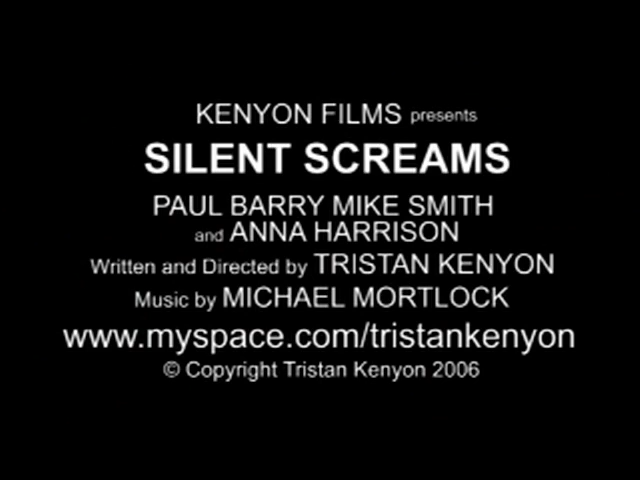 KENYON FILMS presents
SILENT SCREAMS
PAUL BARRY MIKE SMITH
and ANNA HARRISON
Written and Directed by TRISTAN KENYON
Music by MICHAEL MORTLOCK
www.myspace.com/tristankenyon
© Copyright Tristan Kenyon 2006